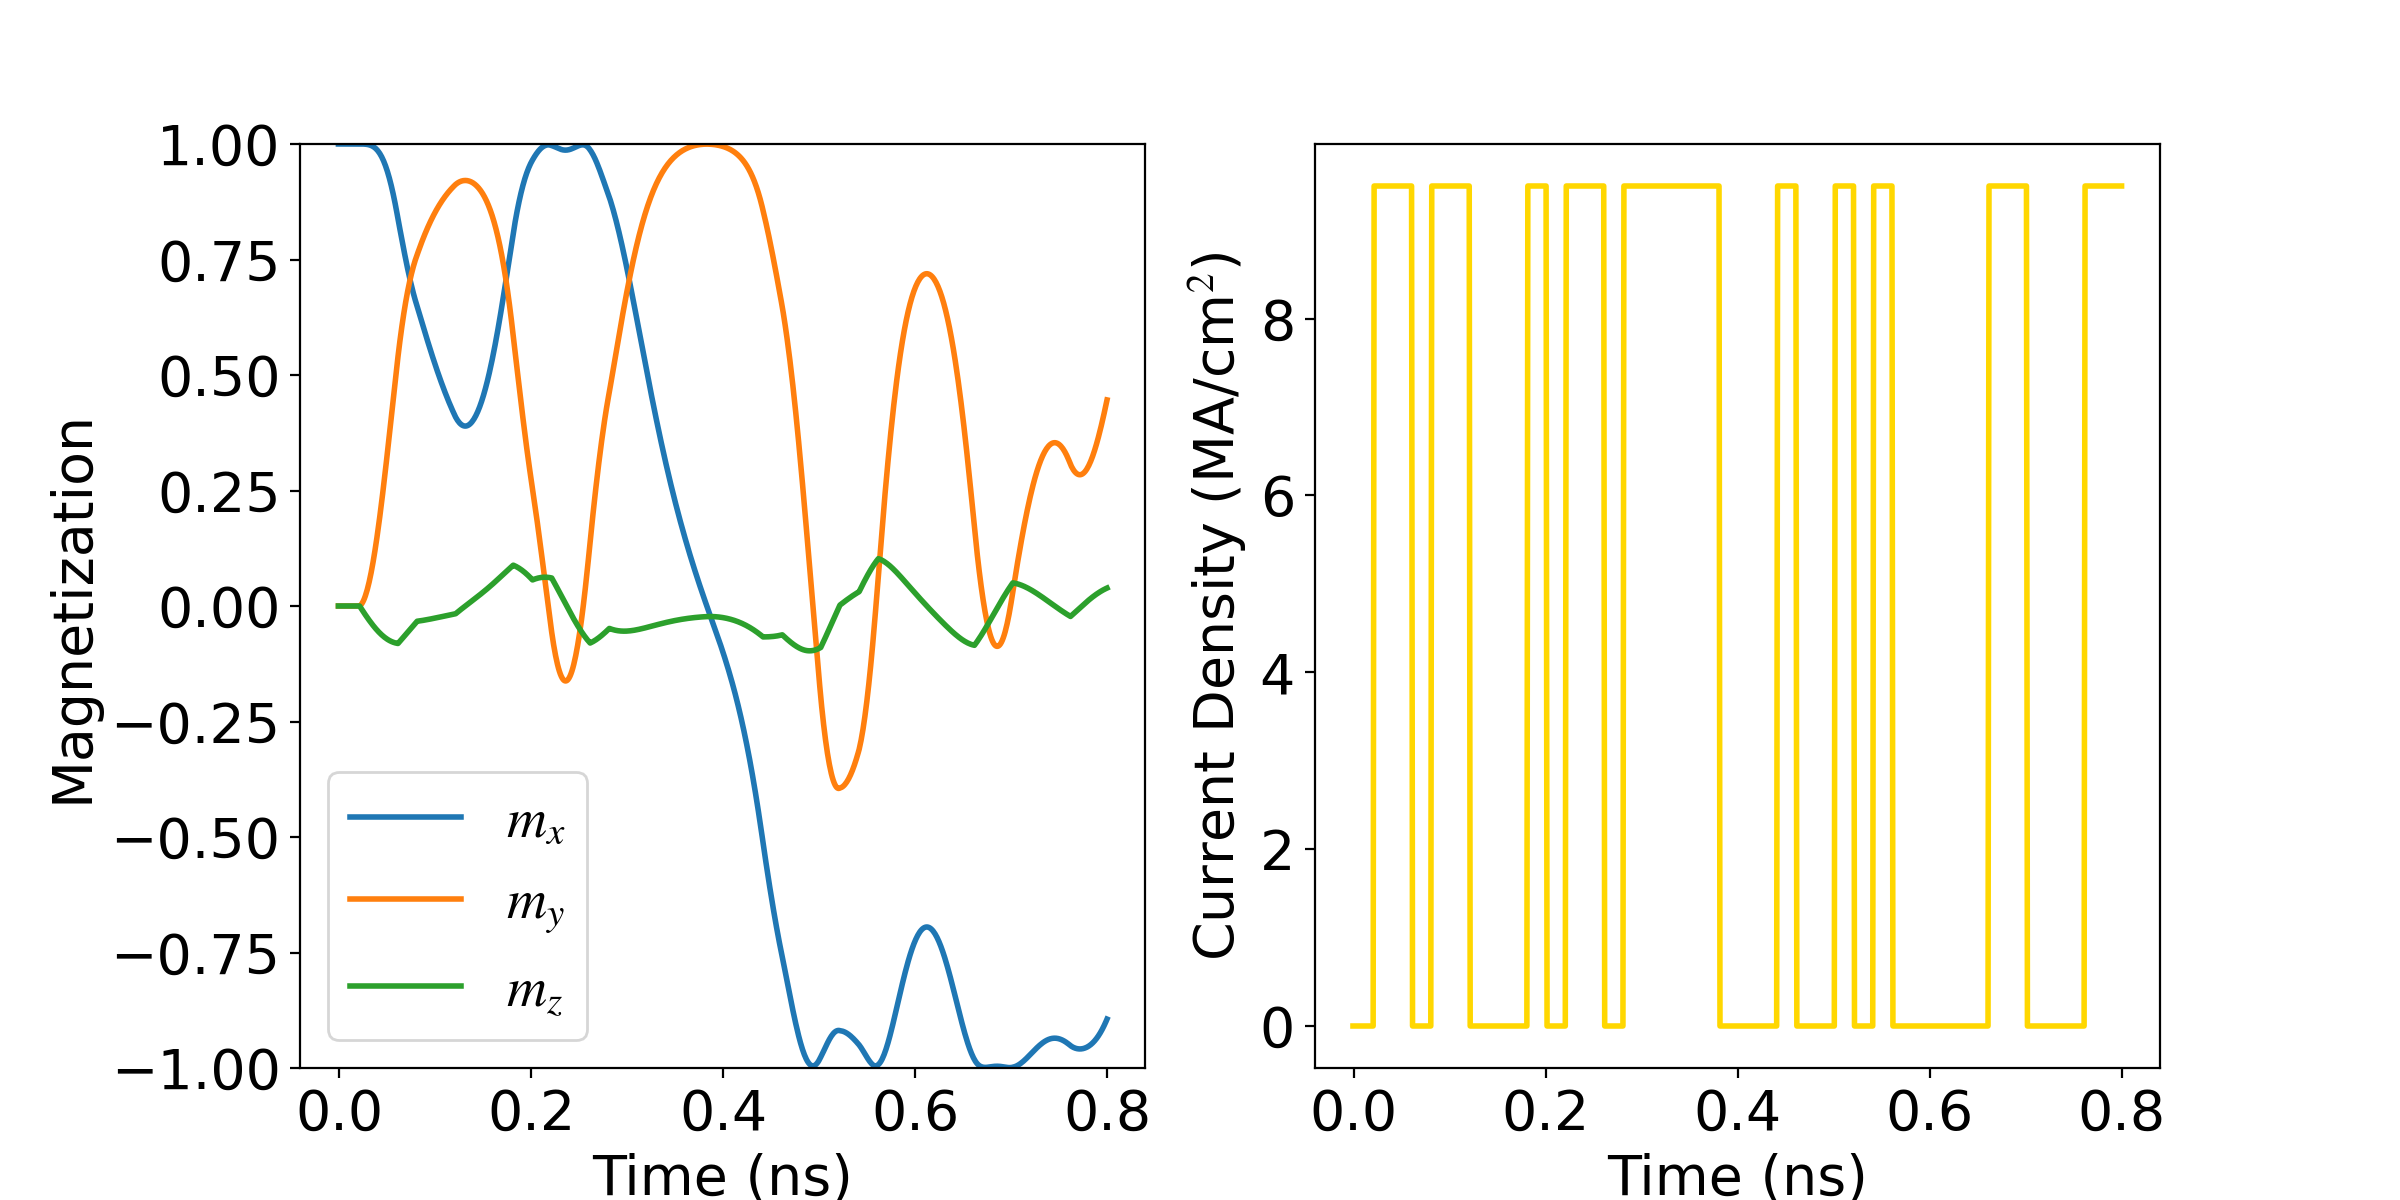 Magnetization
1.00
0.75
0.50
0.25
0.00
−0.25
−0.50
−0.75
−1.00
m_x
m_y
m_z
0.0 0.2 0.4 0.6 0.8
Time (ns)
Current Density (MA/cm²)
8
6
4
2
0
0.0 0.2 0.4 0.6 0.8
Time (ns)